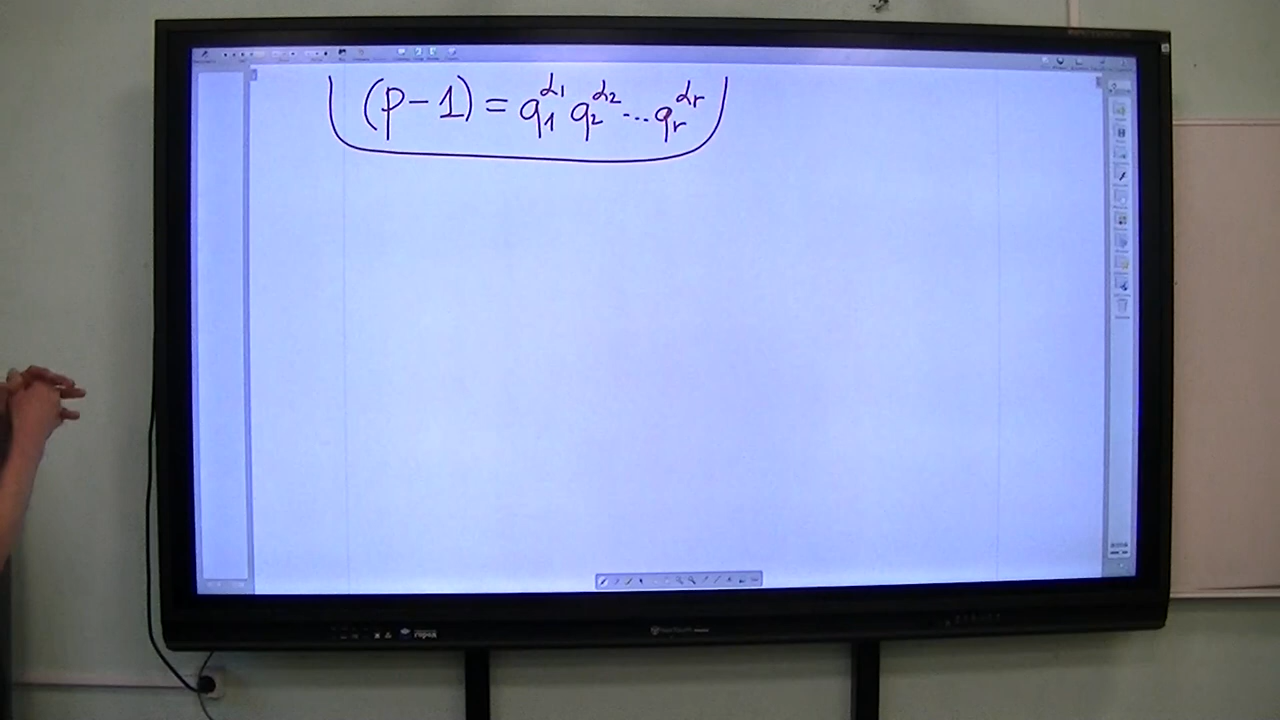 (p-1) = q₁^α₁ q₂^α₂ ... qᵣ^αᵣ